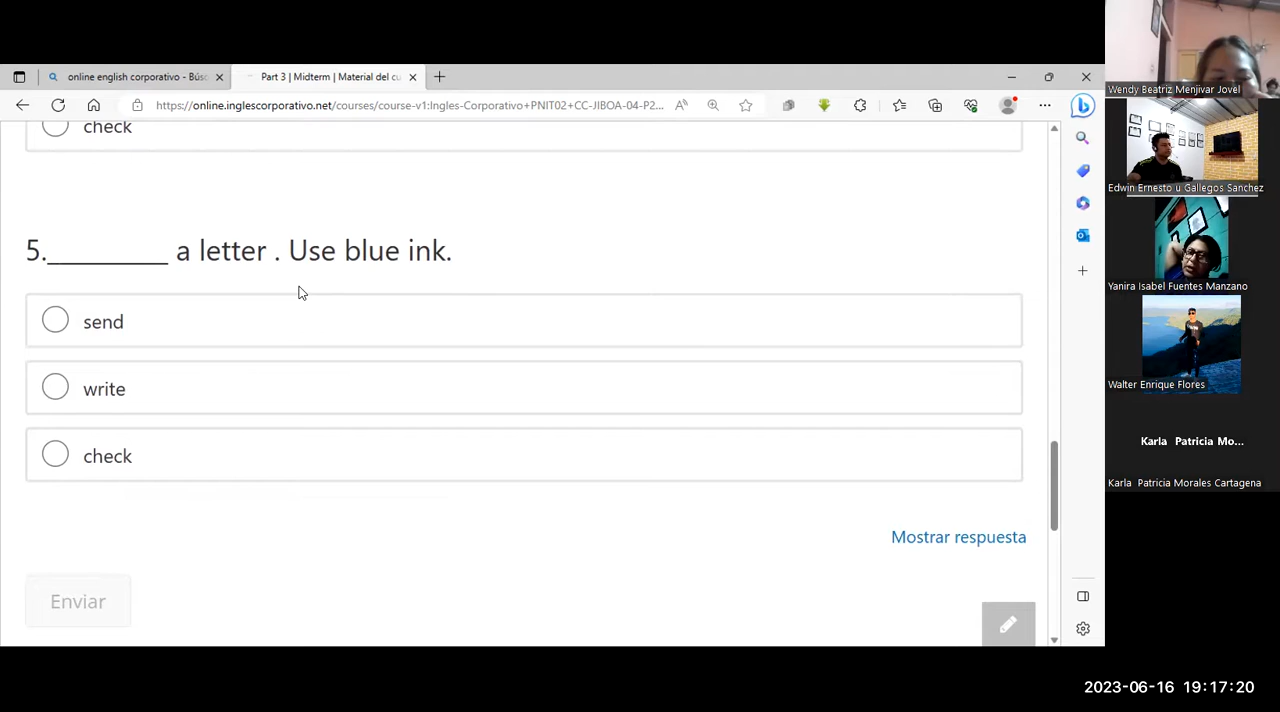 online english corporativo - Bús
Part 3 | Midterm | Material del cu
https://online.inglescorporativo.net/courses/course-v1:Ingles-Corporativo+PNIT02+CC-JIBOA-04-P2...
check
5._________ a letter . Use blue ink.
send
write
check
Mostrar respuesta
Enviar
Wendy Beatriz Menjivar Jovel
Edwin Ernesto u Gallegos Sanchez
Yanira Isabel Fuentes Manzano
Walter Enrique Flores
Karla Patricia Mo...
Karla Patricia Morales Cartagena
2023-06-16 19:17:20